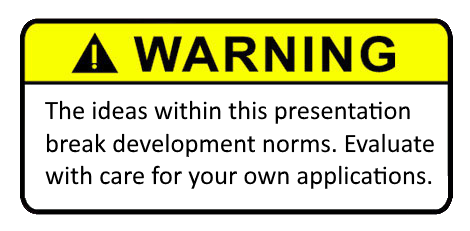 WARNING
The ideas within this presentation
break development norms. Evaluate
with care for your own applications.